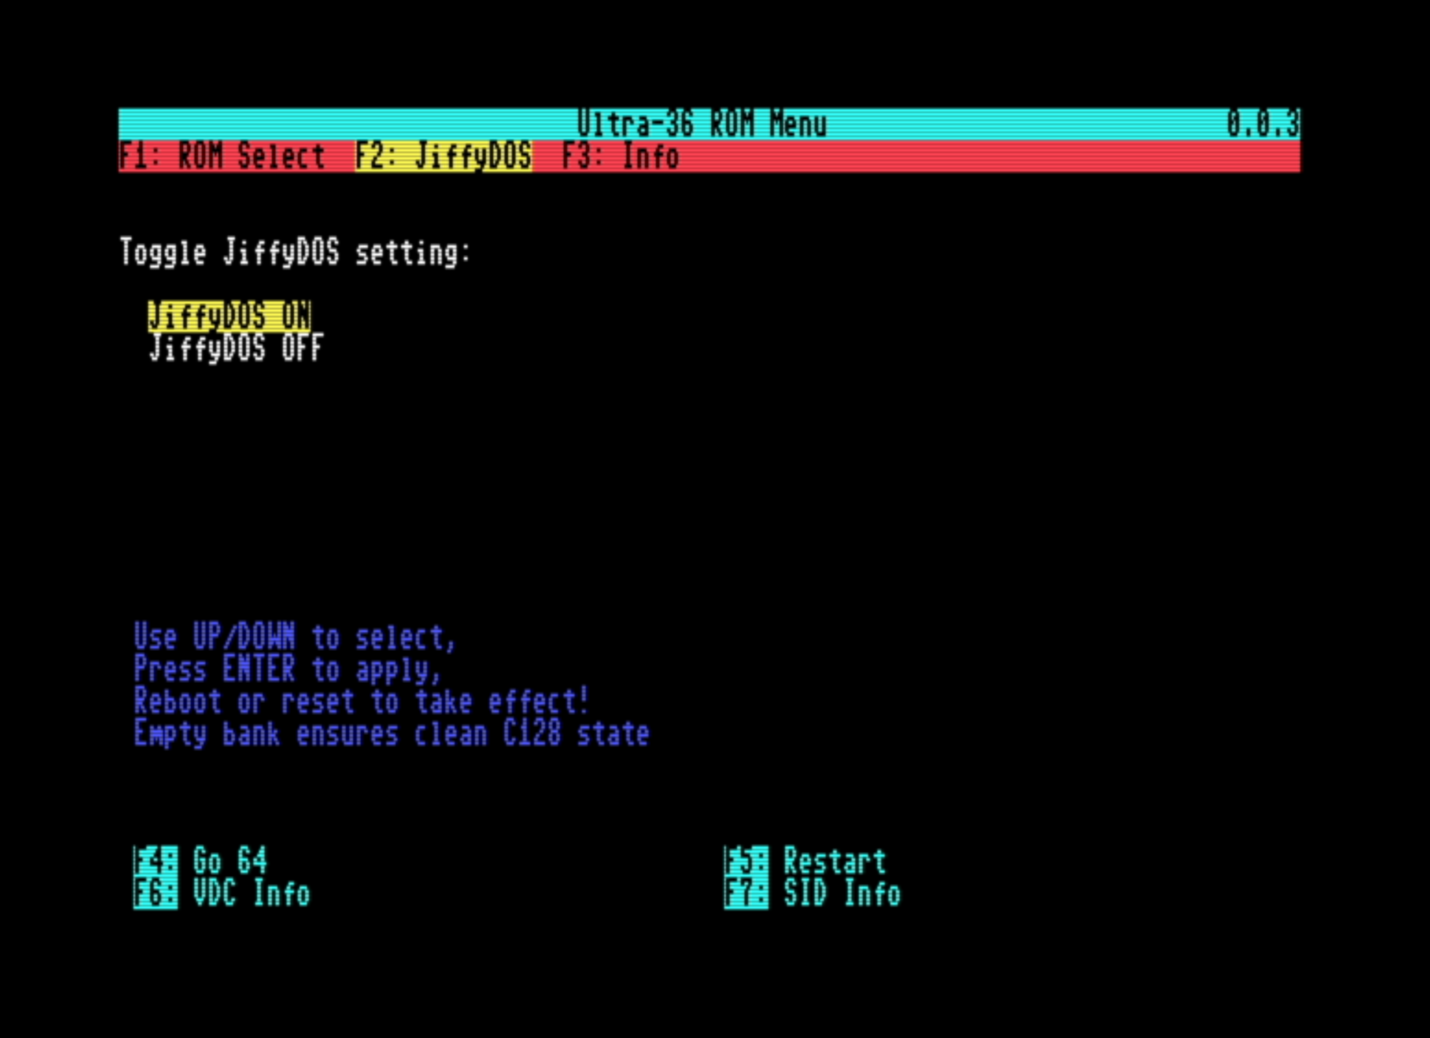 Ultra-36 ROM Menu 0.0.3
F1: ROM Select F2: JiffyDOS F3: Info
Toggle JiffyDOS setting:
JiffyDOS ON
JiffyDOS OFF
Use UP/DOWN to select,
Press ENTER to apply,
Reboot or reset to take effect!
Empty bank ensures clean C128 state
F4: Go 64 F5: Restart
F6: VDC Info F7: SID Info